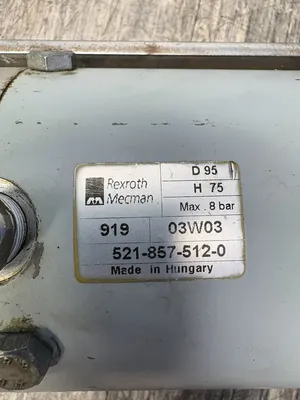 Rexroth
Mecman
D 95
H 75
Max. 8 bar
919
03W03
521-857-512-0
Made in Hungary